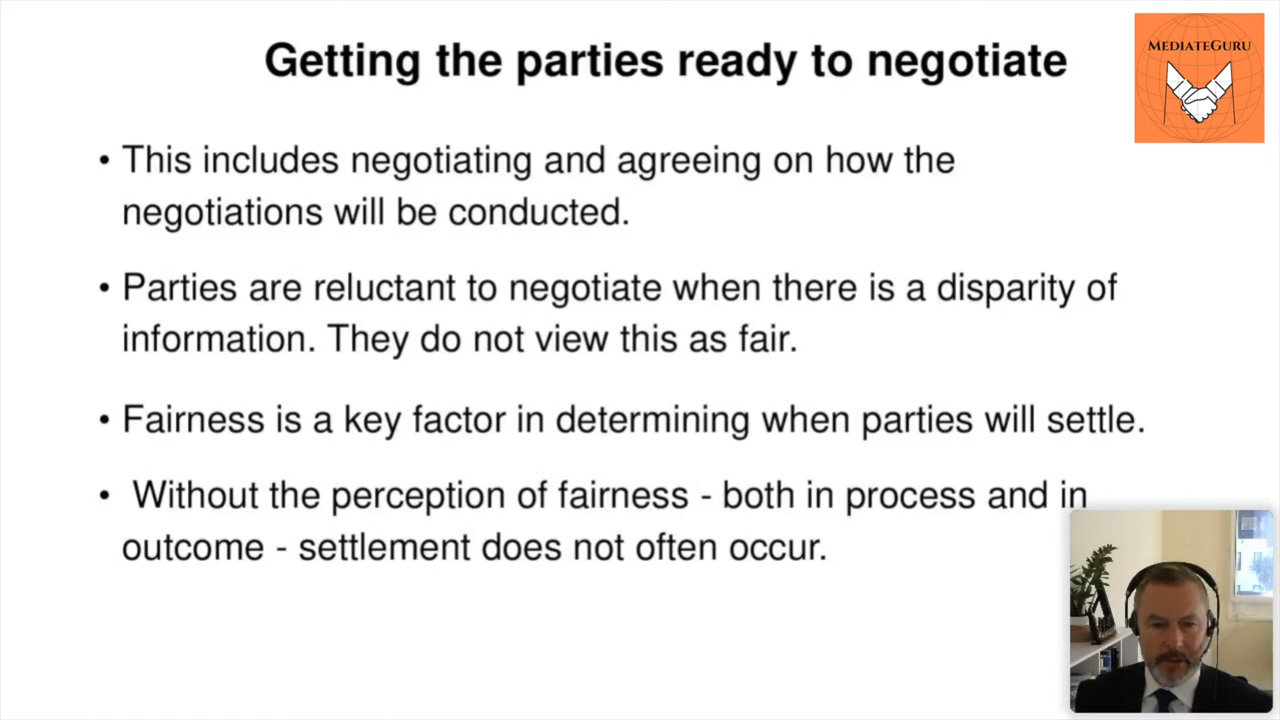 Getting the parties ready to negotiate
MEDIATEGURU
• This includes negotiating and agreeing on how the
negotiations will be conducted.
• Parties are reluctant to negotiate when there is a disparity of
information. They do not view this as fair.
• Fairness is a key factor in determining when parties will settle.
• Without the perception of fairness - both in process and in
outcome - settlement does not often occur.